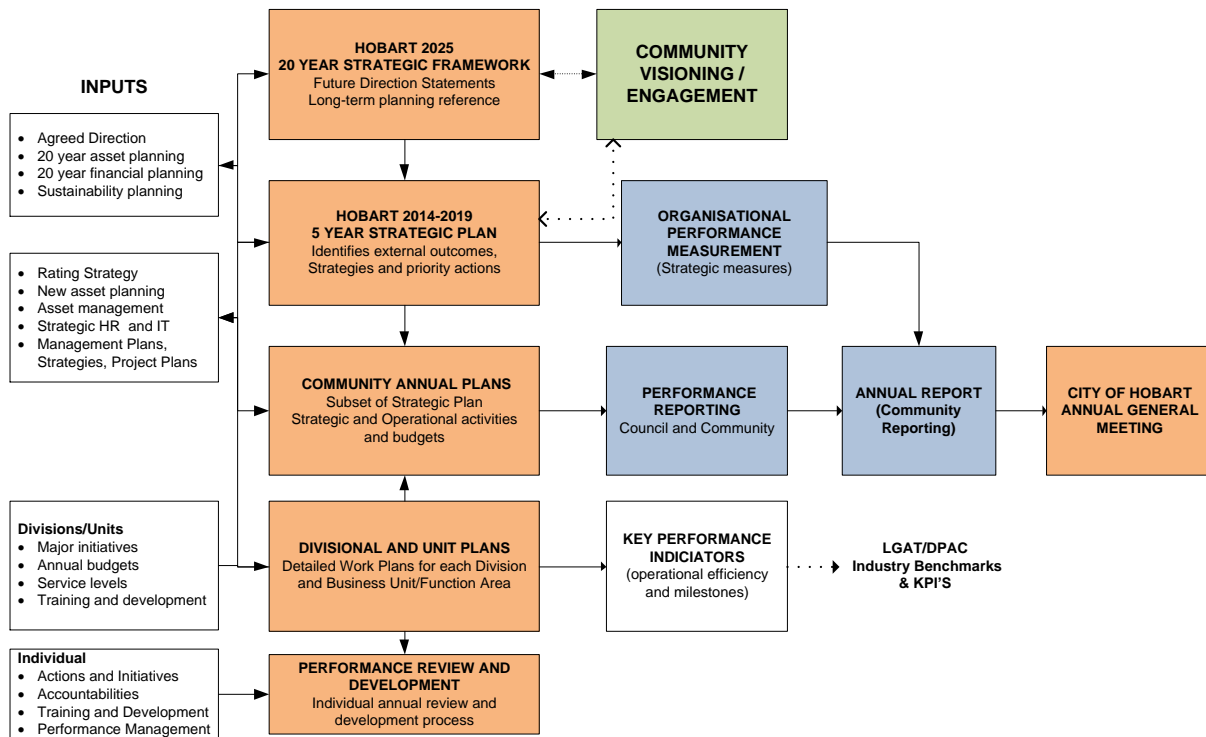 HOBART 2025
20 YEAR STRATEGIC FRAMEWORK
Future Direction Statements
Long-term planning reference
COMMUNITY
VISIONING /
ENGAGEMENT
INPUTS
• Agreed Direction
• 20 year asset planning
• 20 year financial planning
• Sustainability planning
HOBART 2014-2019
5 YEAR STRATEGIC PLAN
Identifies external outcomes,
Strategies and priority actions
ORGANISATIONAL
PERFORMANCE
MEASUREMENT
(Strategic measures)
• Rating Strategy
• New asset planning
• Asset management
• Strategic HR and IT
• Management Plans,
Strategies, Project Plans
COMMUNITY ANNUAL PLANS
Subset of Strategic Plan
Strategic and Operational activities
and budgets
PERFORMANCE
REPORTING
Council and Community
ANNUAL REPORT
(Community
Reporting)
CITY OF HOBART
ANNUAL GENERAL
MEETING
Divisions/Units
• Major initiatives
• Annual budgets
• Service levels
• Training and development
DIVISIONAL AND UNIT PLANS
Detailed Work Plans for each Division
and Business Unit/Function Area
KEY PERFORMANCE
INDICIATORS
(operational efficiency
and milestones)
LGAT/DPAC
Industry Benchmarks
& KPI'S
Individual
• Actions and Initiatives
• Accountabilities
• Training and Development
• Performance Management
PERFORMANCE REVIEW AND
DEVELOPMENT
Individual annual review and
development process